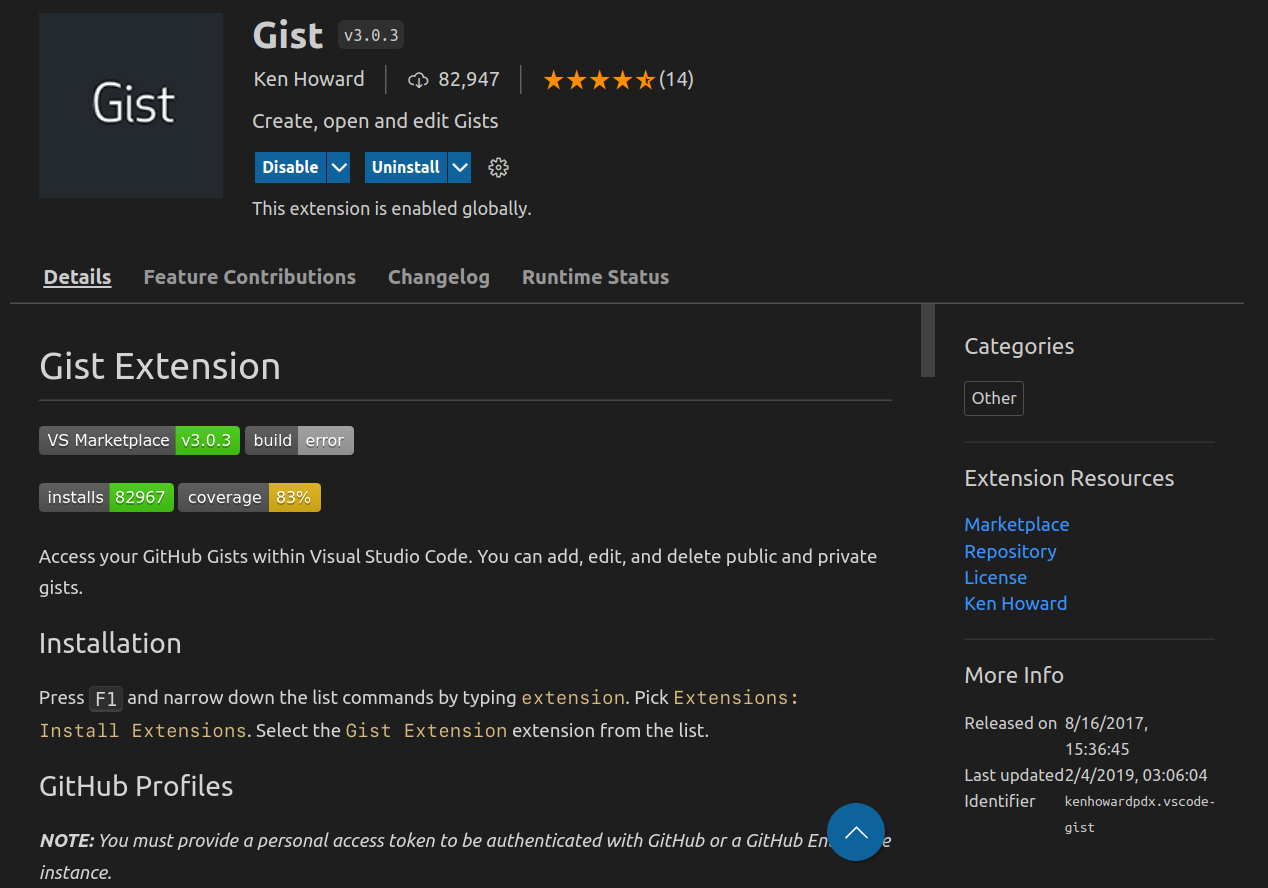 Gist
Gist v3.0.3
Ken Howard 82,947 (14)
Create, open and edit Gists
Disable Uninstall
This extension is enabled globally.
Details Feature Contributions Changelog Runtime Status
Gist Extension
VS Marketplace v3.0.3 build error
installs 82967 coverage 83%
Access your GitHub Gists within Visual Studio Code. You can add, edit, and delete public and private
gists.
Installation
Press F1 and narrow down the list commands by typing extension. Pick Extensions:
Install Extensions. Select the Gist Extension extension from the list.
GitHub Profiles
NOTE: You must provide a personal access token to be authenticated with GitHub or a GitHub
instance.
Categories
Other
Extension Resources
Marketplace
Repository
License
Ken Howard
More Info
Released on 8/16/2017,
15:36:45
Last updated 2/4/2019, 03:06:04
Identifier kenhowardpdx.vscode-
gist